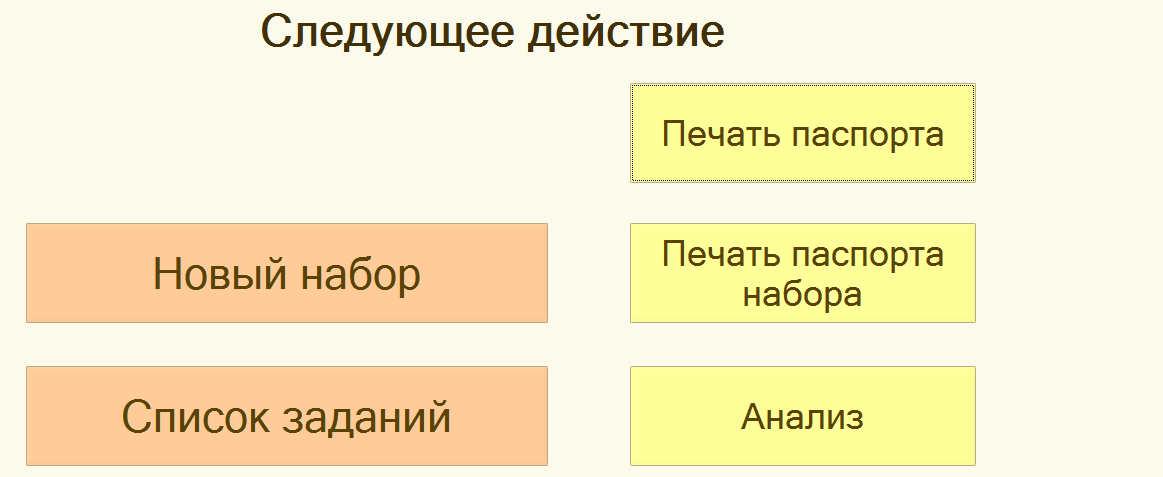 Следующее действие
Печать паспорта
Новый набор
Печать паспорта
набора
Список заданий
Анализ